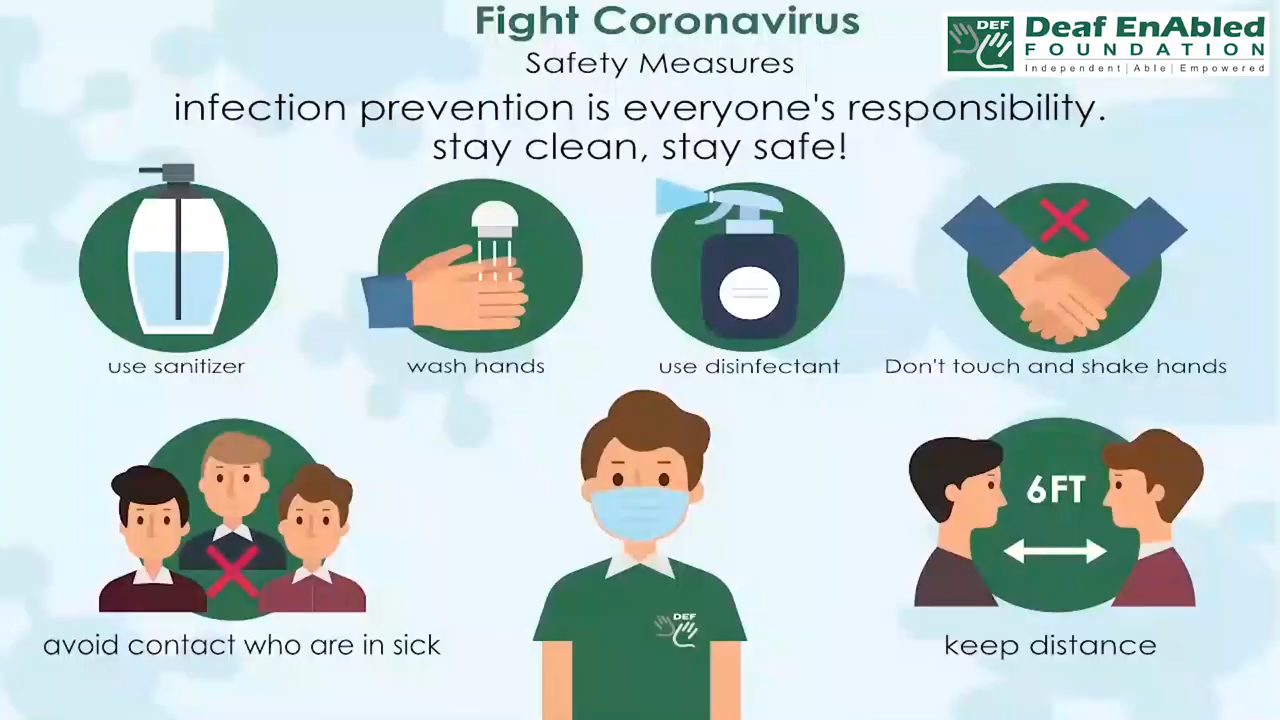 Fight Coronavirus
Safety Measures
DEF
Deaf EnAbled
FOUNDATION
Independent | Able | Empowered
infection prevention is everyone's responsibility.
stay clean, stay safe!
use sanitizer
wash hands
use disinfectant
Don't touch and shake hands
6FT
DEF
avoid contact who are in sick
keep distance